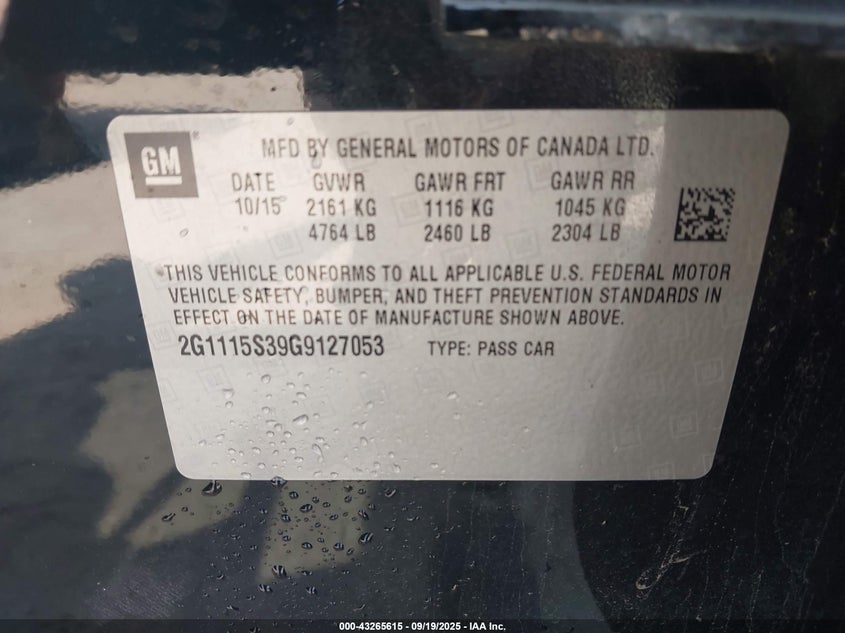 GM ®
MFD BY GENERAL MOTORS OF CANADA LTD.
DATE GVWR GAWR FRT GAWR RR
10/15 2161 KG 1116 KG 1045 KG
4764 LB 2460 LB 2304 LB
THIS VEHICLE CONFORMS TO ALL APPLICABLE U.S. FEDERAL MOTOR
VEHICLE SAFETY, BUMPER, AND THEFT PREVENTION STANDARDS IN
EFFECT ON THE DATE OF MANUFACTURE SHOWN ABOVE.
2G1115S39G9127053 TYPE: PASS CAR
000-43265615 - 09/19/2025 - IAA Inc.